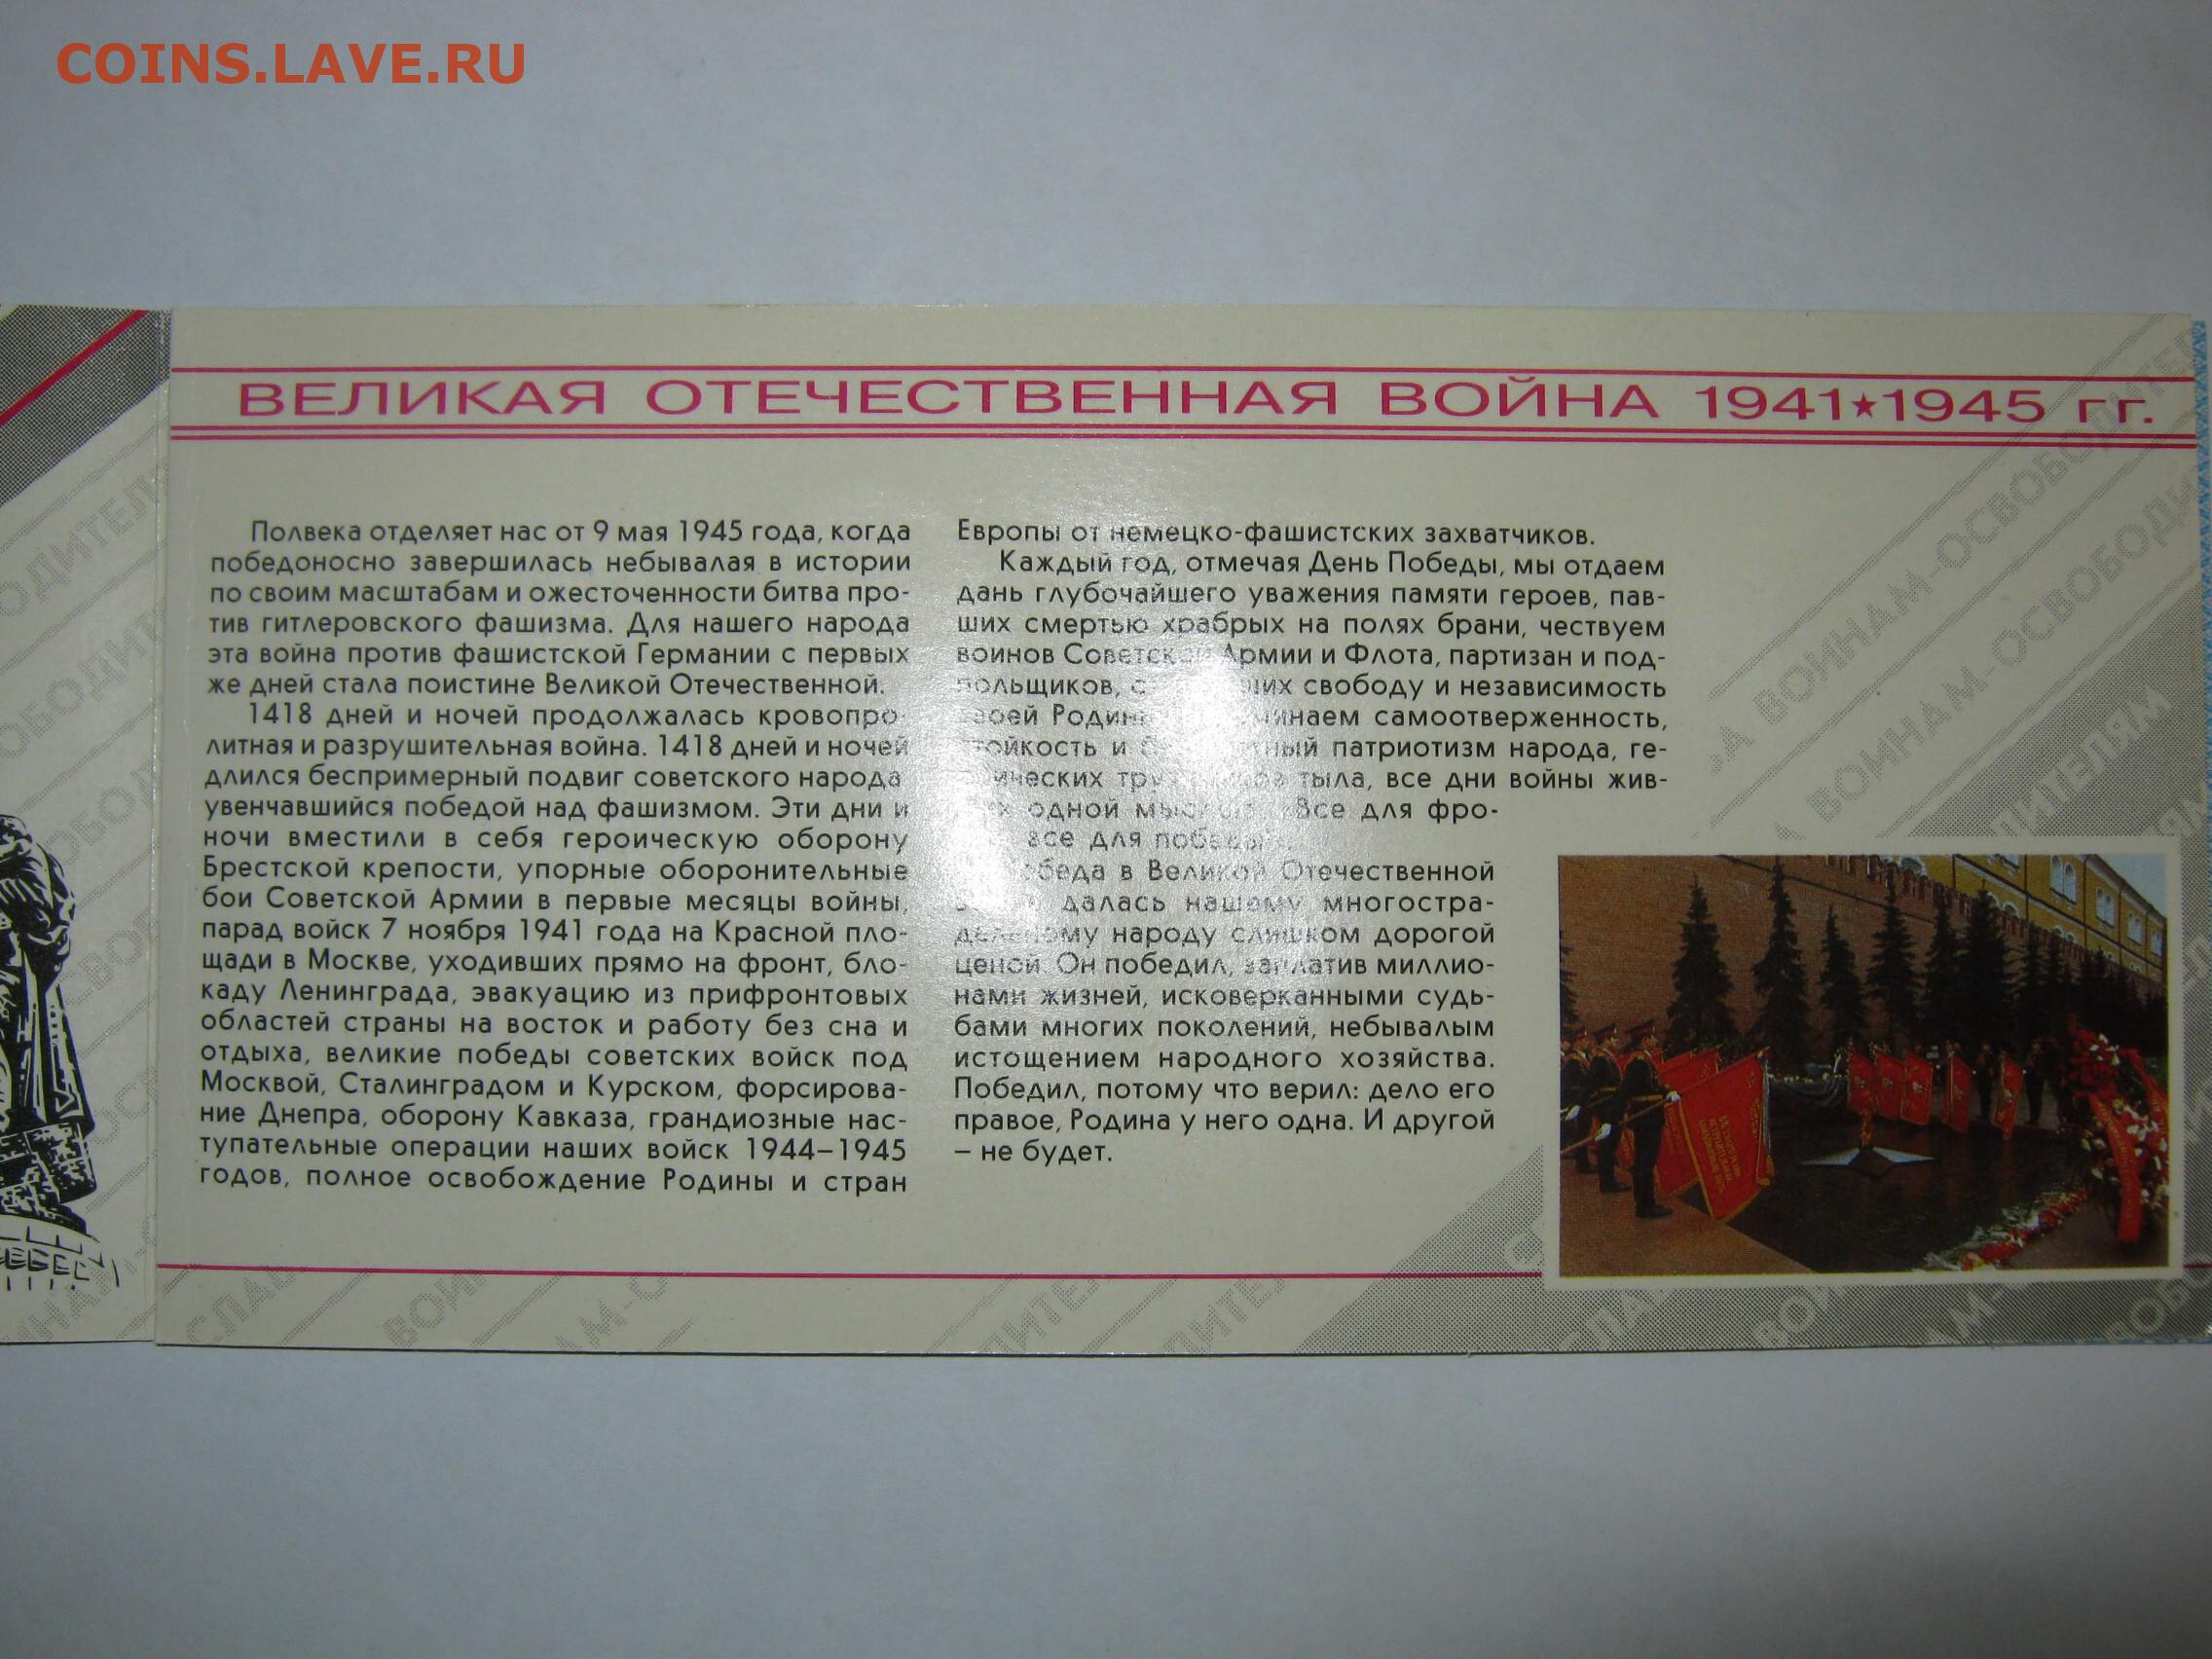 COINS.LAVE.RU
ВЕЛИКАЯ ОТЕЧЕСТВЕННАЯ ВОЙНА 1941★1945 гг.
Полвека отделяет нас от 9 мая 1945 года, когда
победоносно завершилась небывалая в истории
по своим масштабам и ожесточенности битва про-
тив гитлеровского фашизма. Для нашего народа
эта война против фашистской Германии с первых
же дней стала поистине Великой Отечественной.
1418 дней и ночей продолжалась кровопро-
литная и разрушительная война. 1418 дней и ночей
длился беспримерный подвиг советского народа
увенчавшийся победой над фашизмом. Эти дни и
ночи вместили в себя героическую оборону
Брестской крепости, упорные оборонительные
бои Советской Армии в первые месяцы войны,
парад войск 7 ноября 1941 года на Красной пло-
щади в Москве, уходивших прямо на фронт, бло-
каду Ленинграда, эвакуацию из прифронтовых
областей страны на восток и работу без сна и
отдыха, великие победы советских войск под
Москвой, Сталинградом и Курском, форсирова-
ние Днепра, оборону Кавказа, грандиозные нас-
тупательные операции наших войск 1944–1945
годов, полное освобождение Родины и стран
Европы от немецко-фашистских захватчиков.
Каждый год, отмечая День Победы, мы отдаем
дань глубочайшего уважения памяти героев, пав-
ших смертью храбрых на полях брани, чествуем
воинов Советской Армии и Флота, партизан и под-
польщиков, свободу и независимость
своей Родины самоотверженность,
стойкость и патриотизм народа, ге-
роических тружеников тыла, все дни войны жив-
одной мыслью: «Все для фро-
все для победы!».
Победа в Великой Отечественной
далась нашему многостра-
дальному народу слишком дорогой
ценой. Он победил, заплатив миллио-
нами жизней, исковерканными судь-
бами многих поколений, небывалым
истощением народного хозяйства.
Победил, потому что верил: дело его
правое, Родина у него одна. И другой
– не будет.
ВОИНАМ-ОСВОБОДИТЕЛ
ВОИНАМ-ОСВОБОДИ